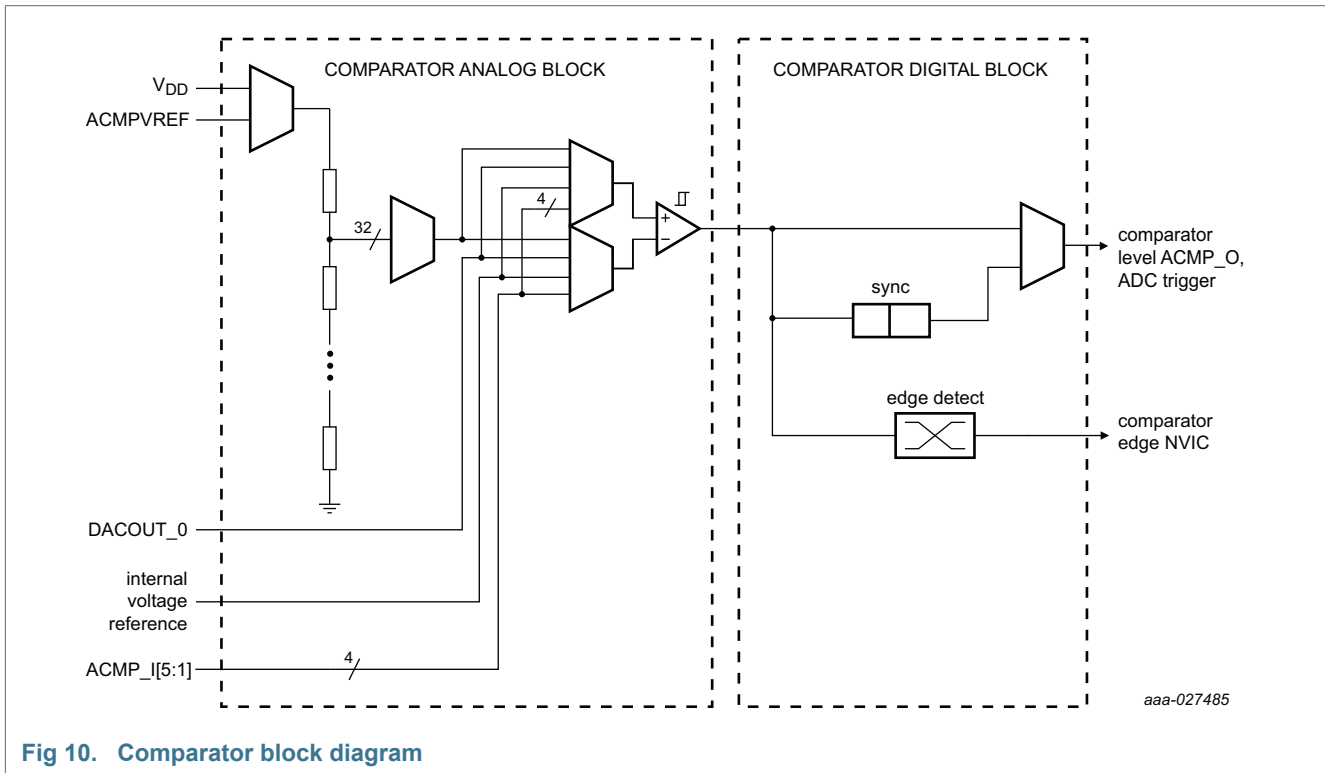 COMPARATOR ANALOG BLOCK
COMPARATOR DIGITAL BLOCK
VDD
ACMPVREF
32
4
+
−
sync
comparator
level ACMP_O,
ADC trigger
edge detect
comparator
edge NVIC
DACOUT_0
internal
voltage
reference
ACMP_I[5:1]
4
aaa-027485
Fig 10. Comparator block diagram